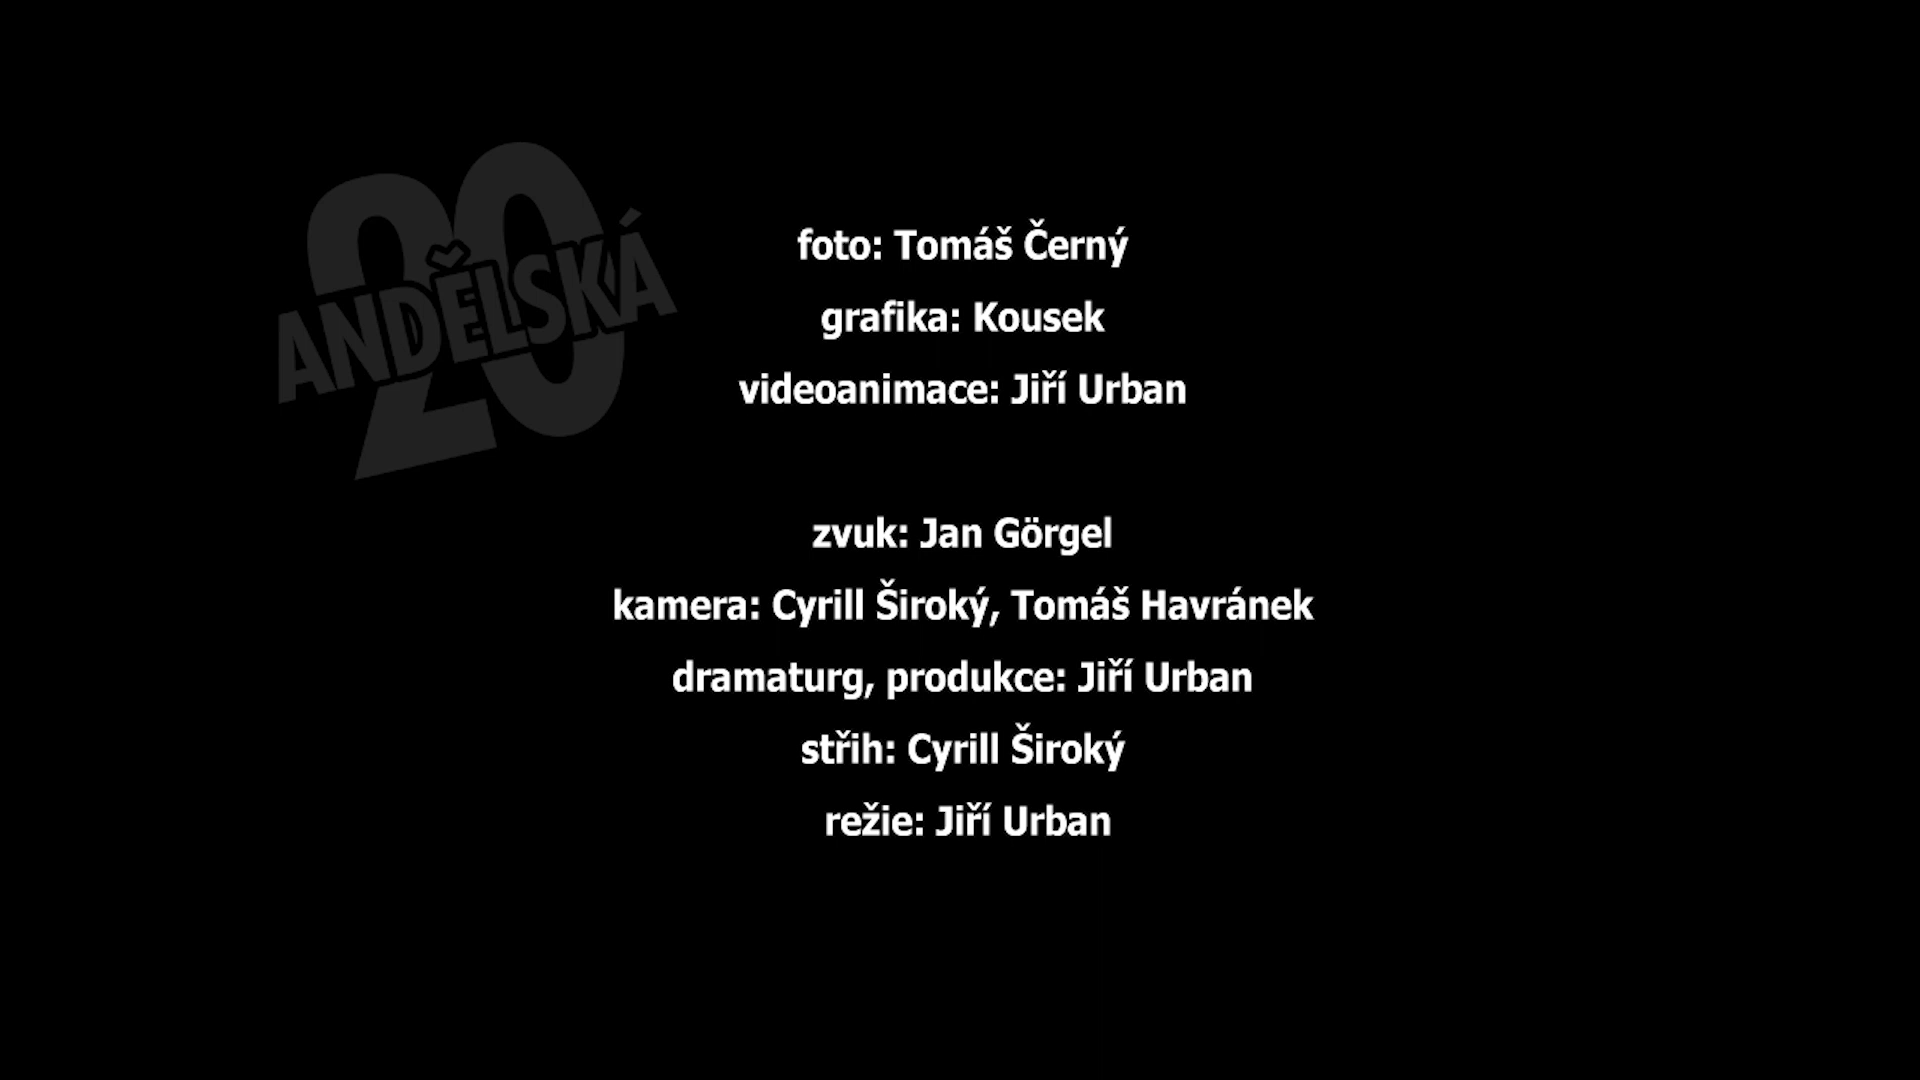 20
ANDĚLSKÁ
foto: Tomáš Černý
grafika: Kousek
videoanimace: Jiří Urban
zvuk: Jan Görgel
kamera: Cyrill Široký, Tomáš Havránek
dramaturg, produkce: Jiří Urban
střih: Cyrill Široký
režie: Jiří Urban